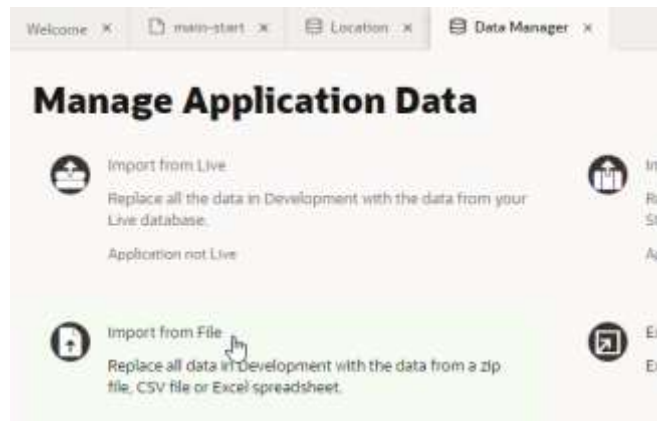 Welcome × main-start × Location × Data Manager ×
Manage Application Data
Import from Live
Replace all the data in Development with the data from your
Live database.
Application not Live
Import from File
Replace all data in Development with the data from a zip
file, CSV file or Excel spreadsheet.